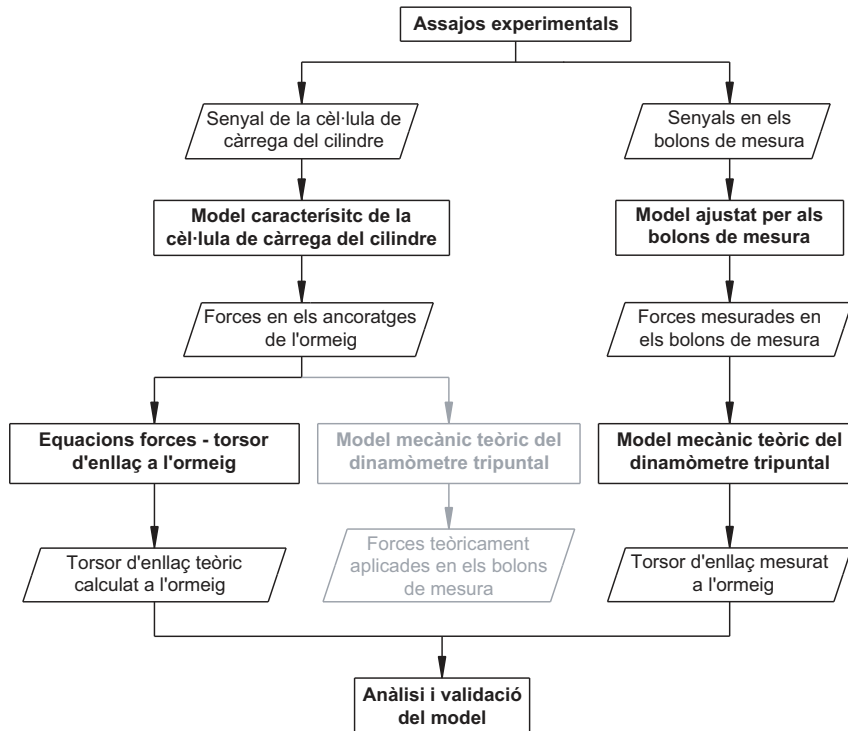 Assajos experimentals
Senyal de la cèl·lula de
càrrega del cilindre
Senyals en els
bolons de mesura
Model caracterísitc de la
cèl·lula de càrrega del cilindre
Model ajustat per als
bolons de mesura
Forces en els ancoratges
de l'ormeig
Forces mesurades en
els bolons de mesura
Equacions forces - torsor
d'enllaç a l'ormeig
Model mecànic teòric del
dinamòmetre tripuntal
Model mecànic teòric del
dinamòmetre tripuntal
Torsor d'enllaç teòric
calculat a l'ormeig
Forces teòricament
aplicades en els bolons
de mesura
Torsor d'enllaç mesurat
a l'ormeig
Anàlisi i validació
del model